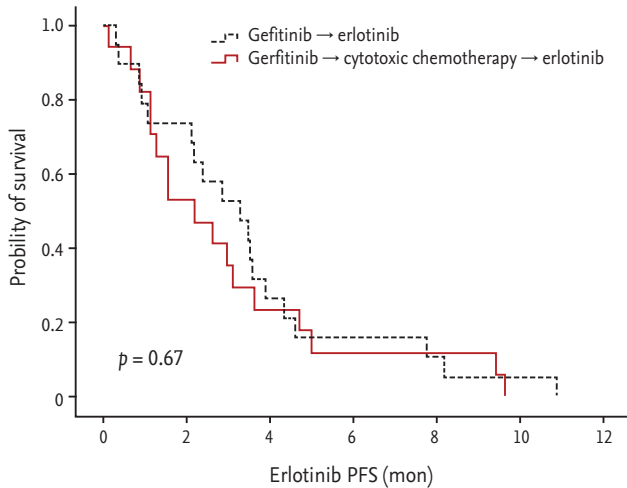 Gefitinib → erlotinib
Gerfitinib → cytotoxic chemotherapy → erlotinib
1.0
0.8
0.6
0.4
0.2
0
Probility of survival
p = 0.67
0 2 4 6 8 10 12
Erlotinib PFS (mon)